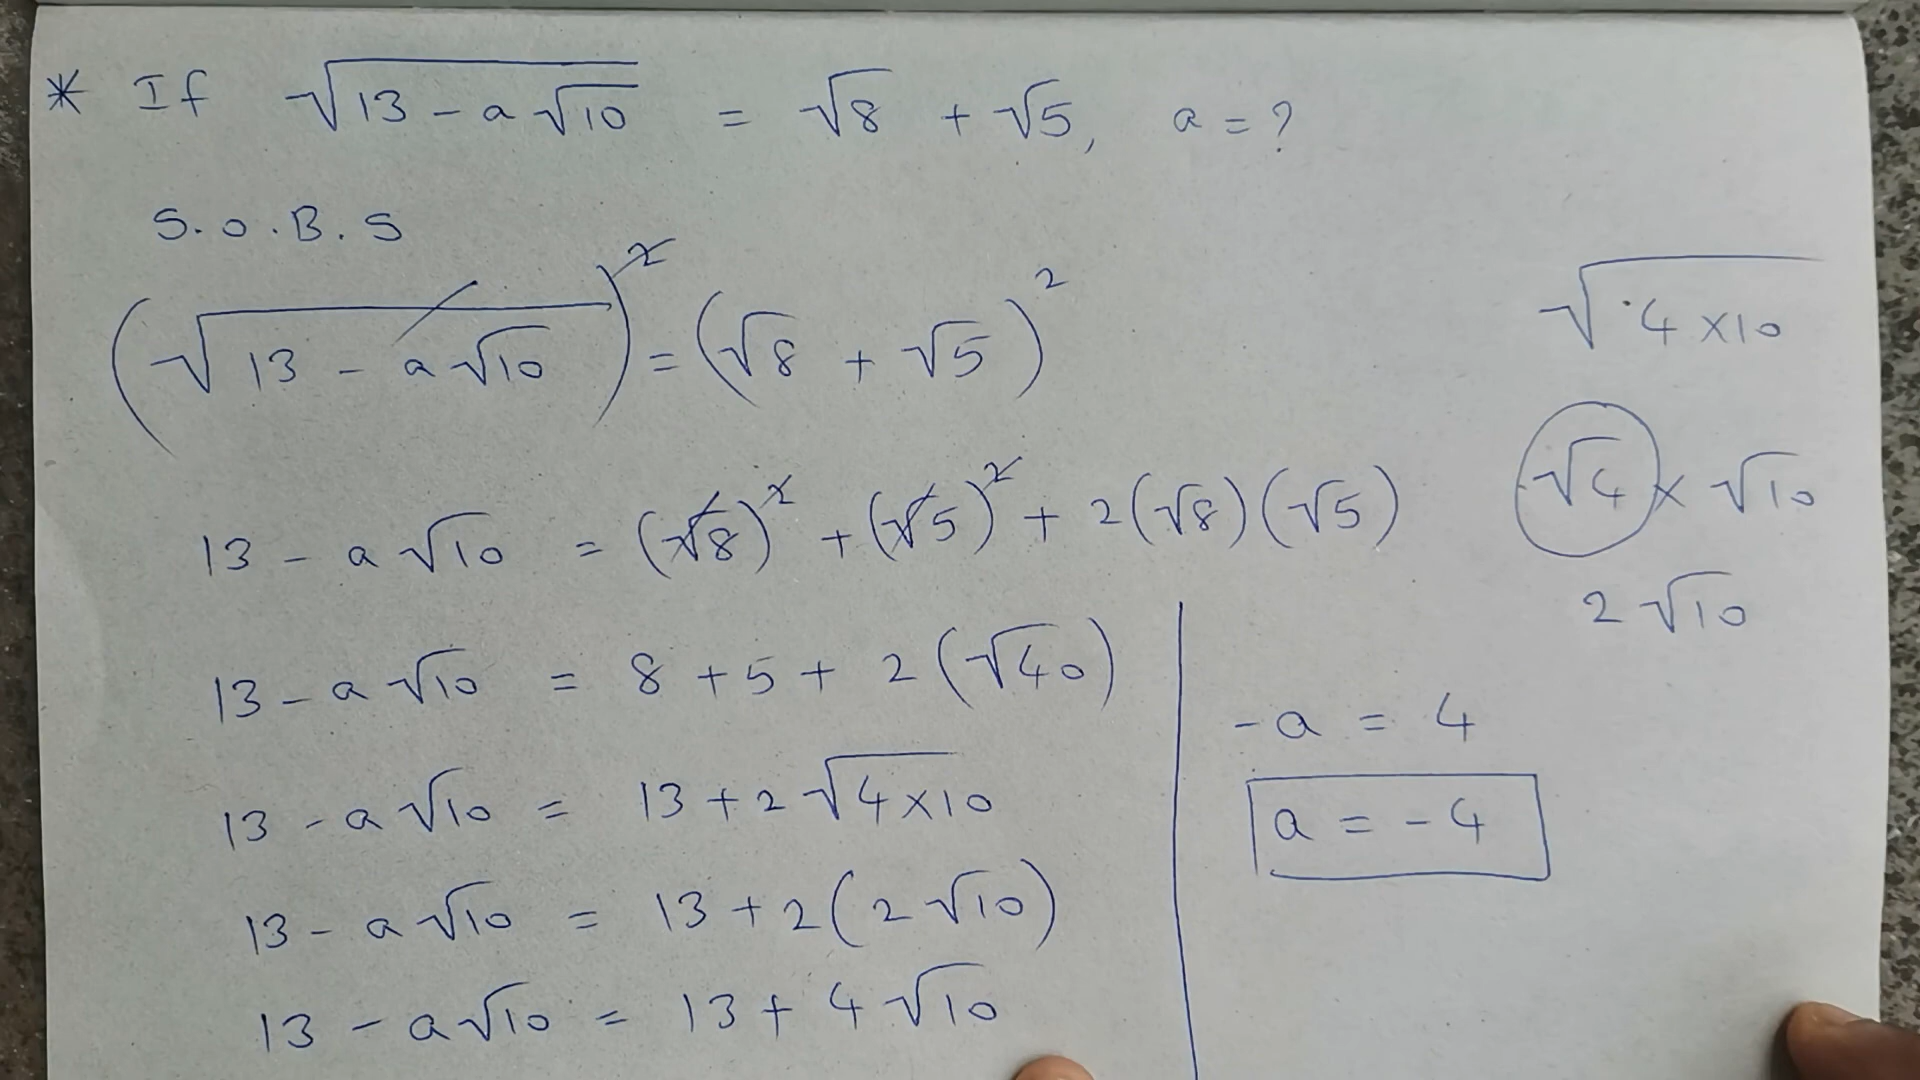 * If √(13 - a√10) = √8 + √5, a = ?
S.O.B.S
(√(13 - a√10))² = (√8 + √5)²
13 - a√10 = (√8)² + (√5)² + 2(√8)(√5)
13 - a√10 = 8 + 5 + 2(√40)
13 - a√10 = 13 + 2√(4×10)
13 - a√10 = 13 + 2(2√10)
13 - a√10 = 13 + 4√10
√(4×10)
√4 × √10
2√10
-a = 4
a = -4